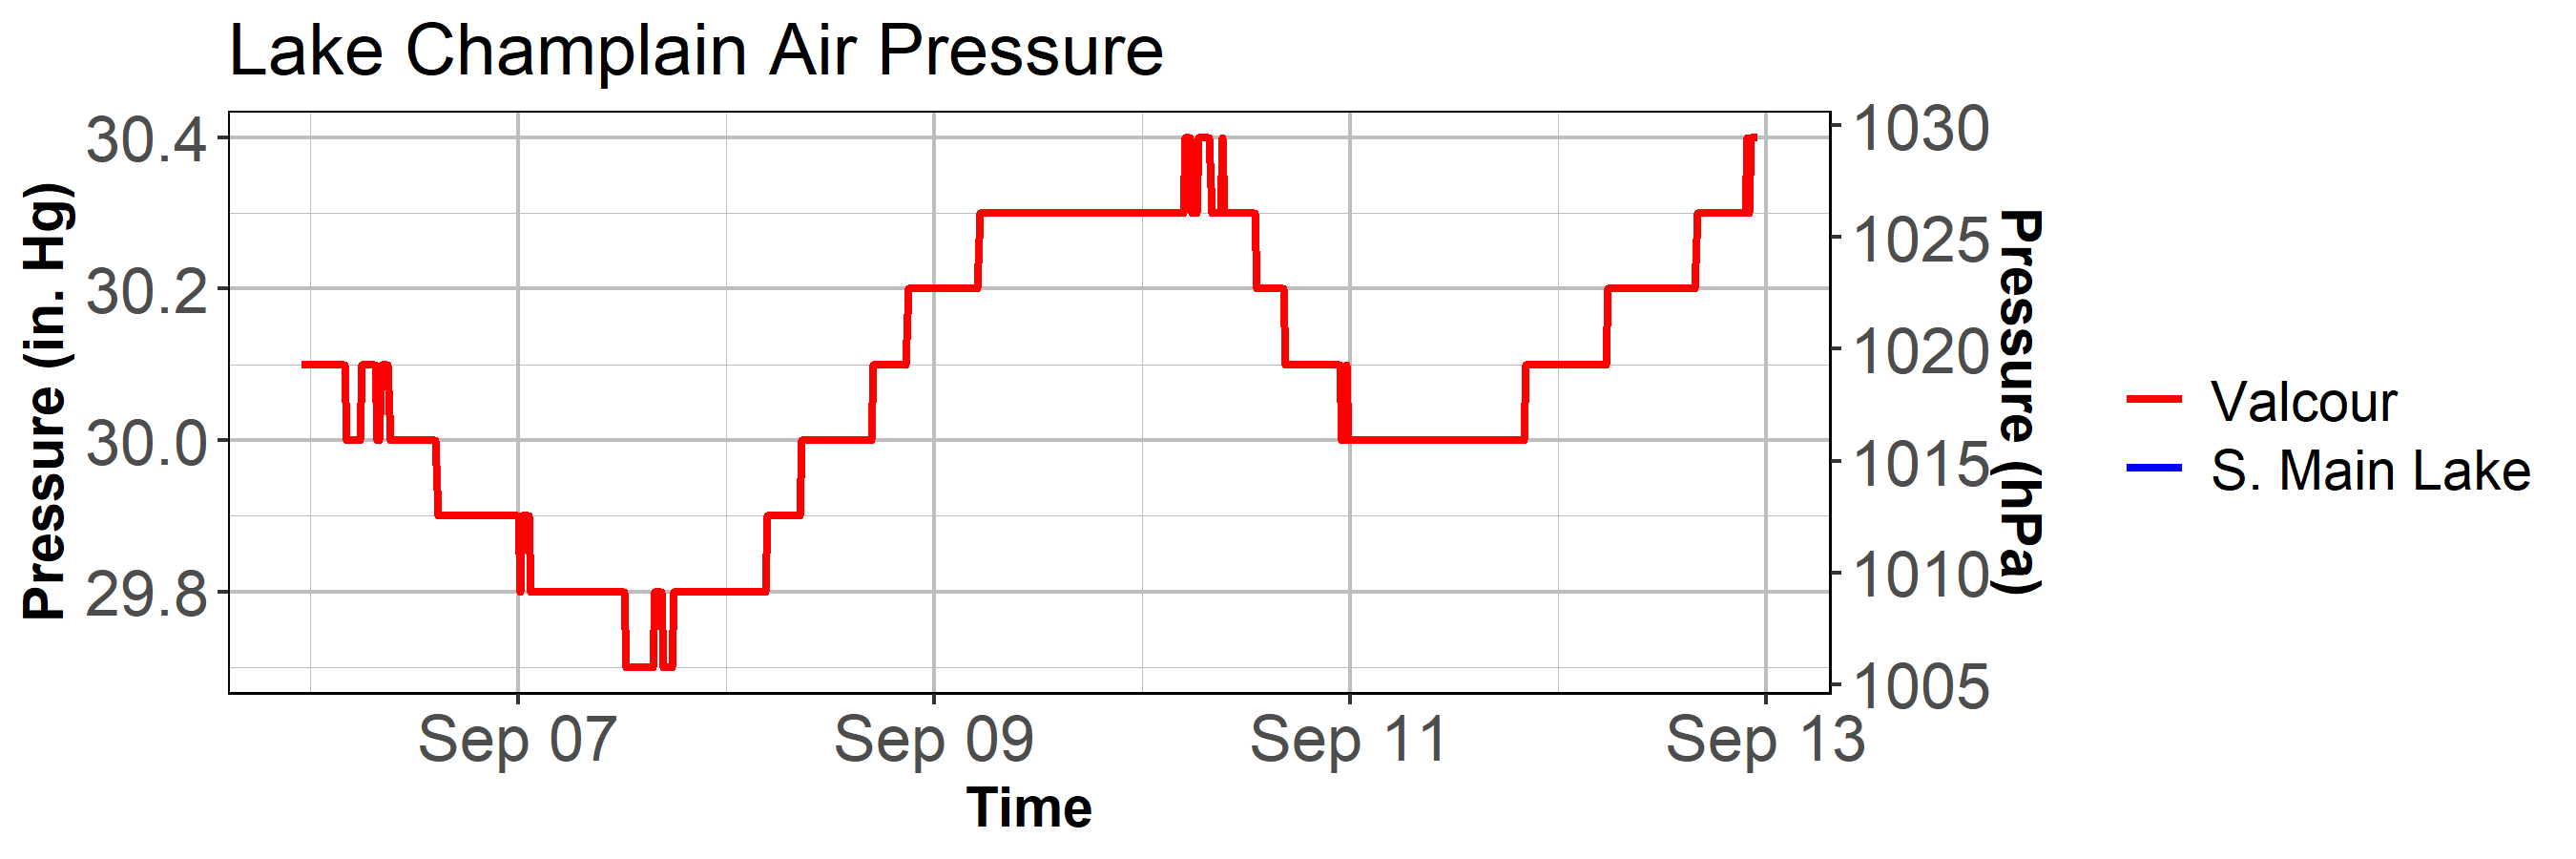 Lake Champlain Air Pressure
Pressure (in. Hg)
30.4
30.2
30.0
29.8
1030
1025
1020
1015
1010
1005
Pressure (hPa)
Sep 07
Sep 09
Sep 11
Sep 13
Time
Valcour
S. Main Lake